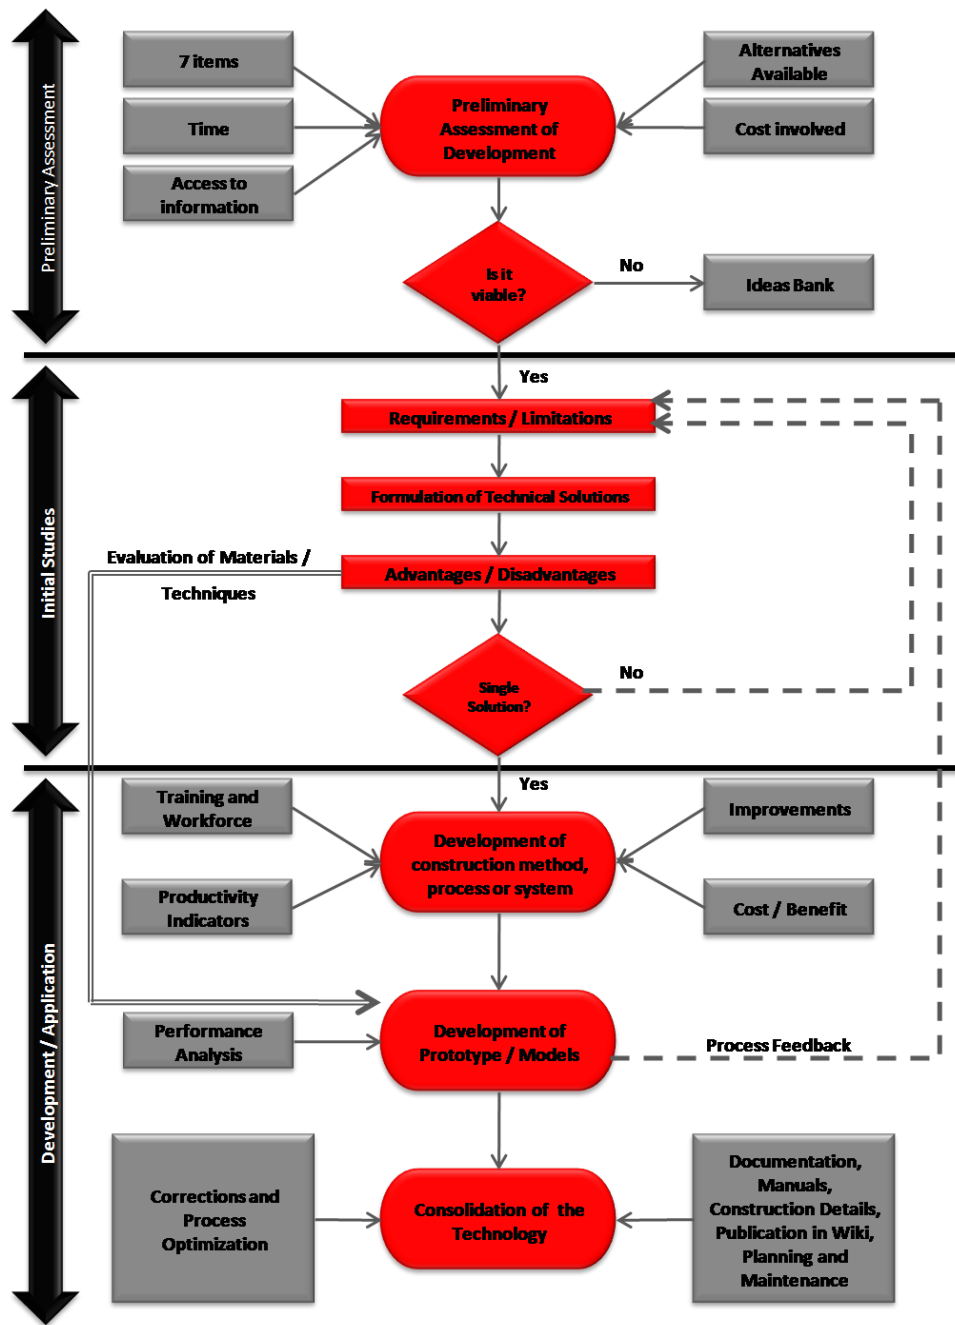 Preliminary Assessment
7 items
Time
Access to
information
Preliminary
Assessment of
Development
Alternatives
Available
Cost involved
Is it
viable?
No
Ideas Bank
Yes
Initial Studies
Requirements / Limitations
Formulation of Technical Solutions
Evaluation of Materials /
Techniques
Advantages / Disadvantages
Single
Solution?
No
Yes
Development / Application
Training and
Workforce
Productivity
Indicators
Development of
construction method,
process or system
Improvements
Cost / Benefit
Performance
Analysis
Development of
Prototype / Models
Process Feedback
Corrections and
Process
Optimization
Consolidation of the
Technology
Documentation,
Manuals,
Construction Details,
Publication in Wiki,
Planning and
Maintenance